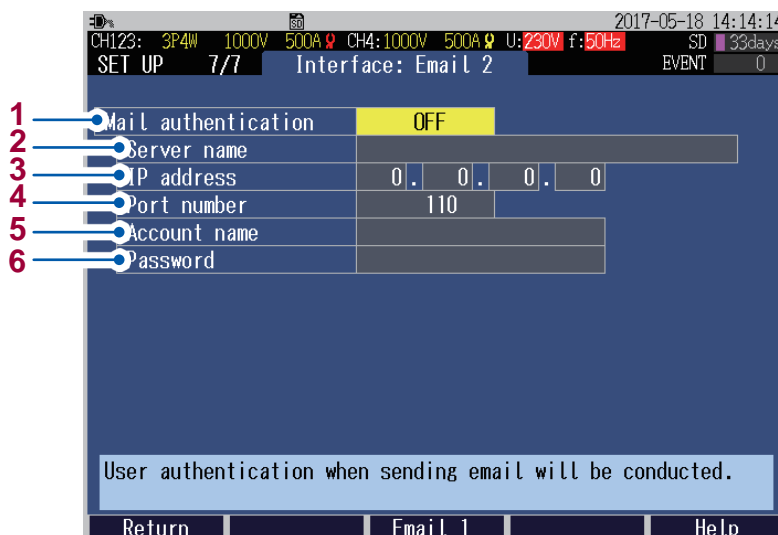 SD 2017-05-18 14:14:14
CH123: 3P4W 1000V 500A CH4:1000V 500A U:230V f:50Hz SD 33days
SET UP 7/7 Interface: Email 2 EVENT 0
1 Mail authentication OFF
2 Server name
3 IP address 0. 0. 0. 0
4 Port number 110
5 Account name
6 Password
User authentication when sending email will be conducted.
Return Email 1 Help